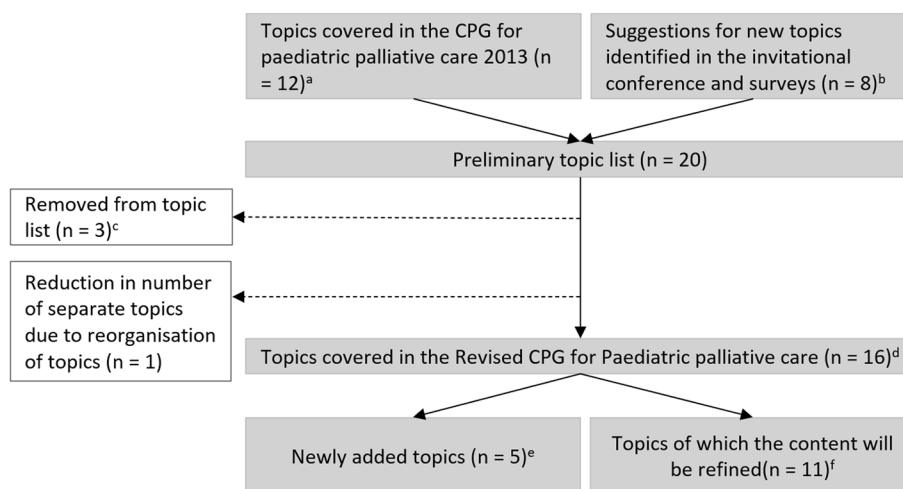 Topics covered in the CPG for
paediatric palliative care 2013 (n
= 12)ᵃ
Suggestions for new topics
identified in the invitational
conference and surveys (n = 8)ᵇ
Preliminary topic list (n = 20)
Removed from topic
list (n = 3)ᶜ
Reduction in number
of separate topics
due to reorganisation
of topics (n = 1)
Topics covered in the Revised CPG for Paediatric palliative care (n = 16)ᵈ
Newly added topics (n = 5)ᵉ
Topics of which the content will
be refined(n = 11)ᶠ